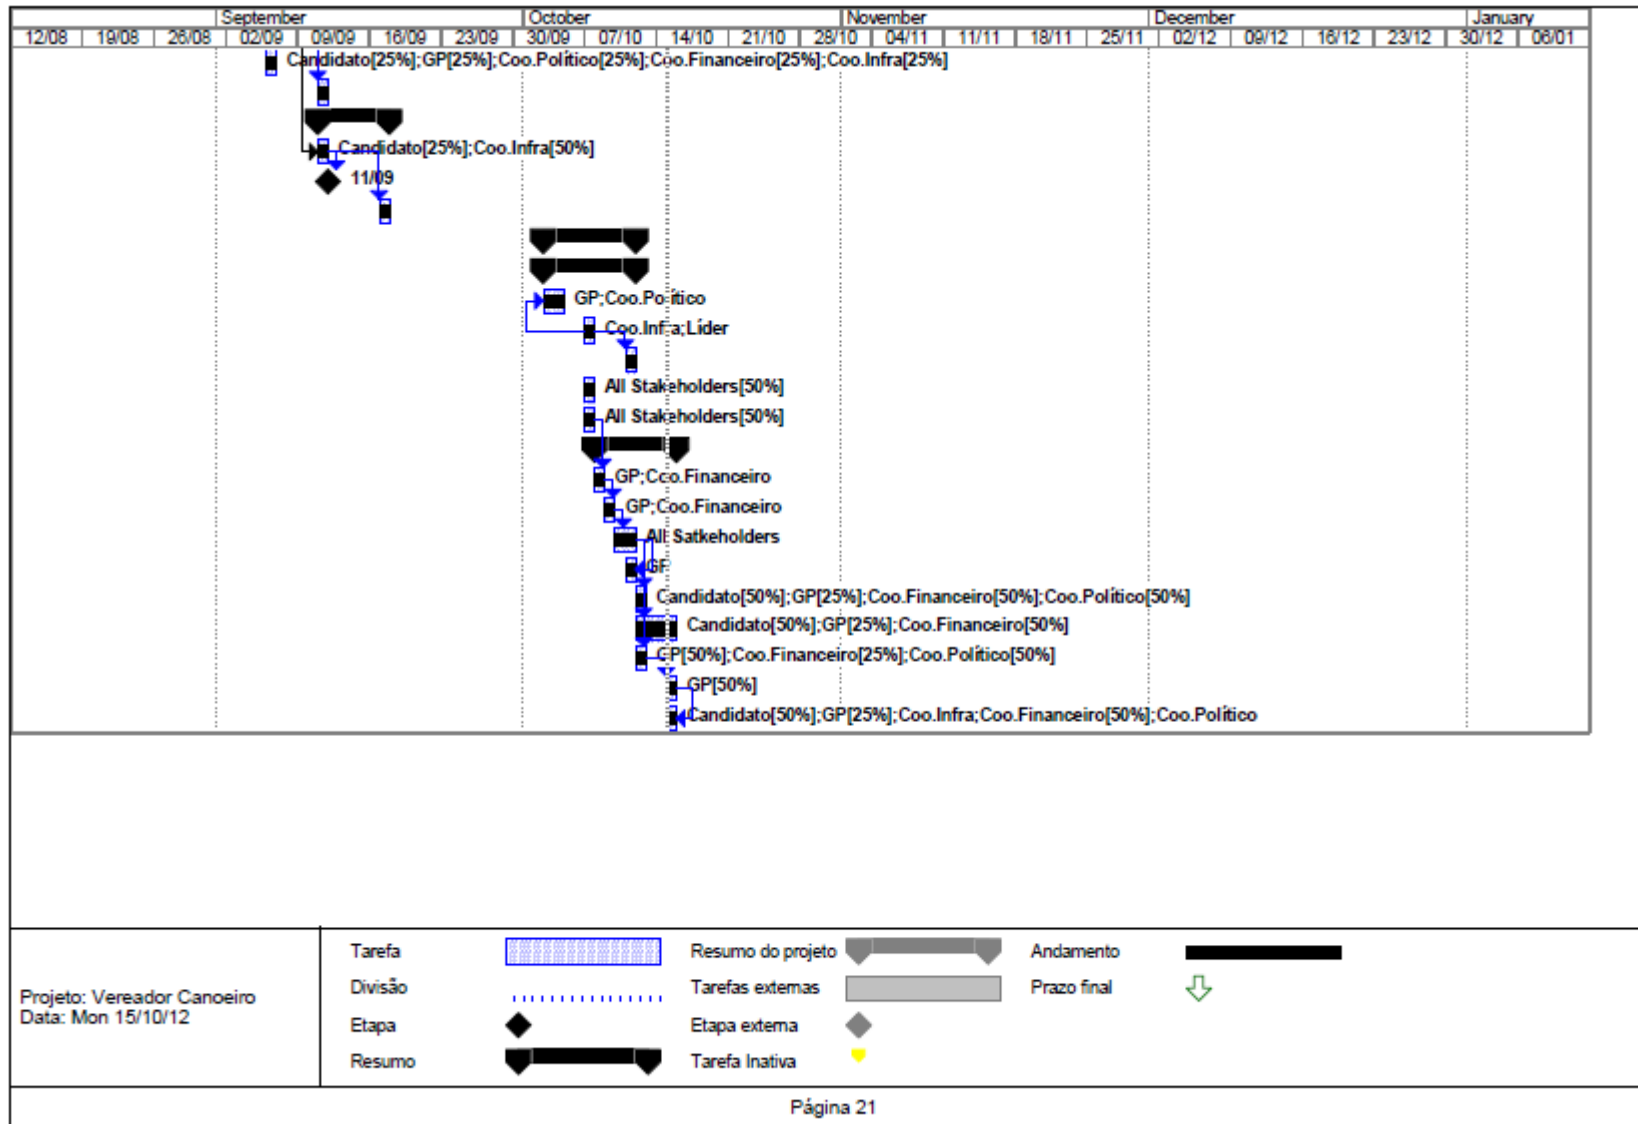 September October November December January
12/08 19/08 26/08 02/09 09/09 16/09 23/09 30/09 07/10 14/10 21/10 28/10 04/11 11/11 18/11 25/11 02/12 09/12 16/12 23/12 30/12 06/01
Candidato[25%];GP[25%];Coo.Político[25%];Coo.Financeiro[25%];Coo.Infra[25%]
Candidato[25%];Coo.Infra[50%]
11/09
GP;Coo.Político
Coo.Infra;Líder
All Stakeholders[50%]
All Stakeholders[50%]
GP;Coo.Financeiro
GP;Coo.Financeiro
All Satkeholders
GP
Candidato[50%];GP[25%];Coo.Financeiro[50%];Coo.Político[50%]
Candidato[50%];GP[25%];Coo.Financeiro[50%]
GP[50%];Coo.Financeiro[25%];Coo.Político[50%]
GP[50%]
Candidato[50%];GP[25%];Coo.Infra;Coo.Financeiro[50%];Coo.Político
Projeto: Vereador Canoeiro
Data: Mon 15/10/12
Tarefa Resumo do projeto Andamento
Divisão Tarefas externas Prazo final
Etapa Etapa externa
Resumo Tarefa Inativa
Página 21